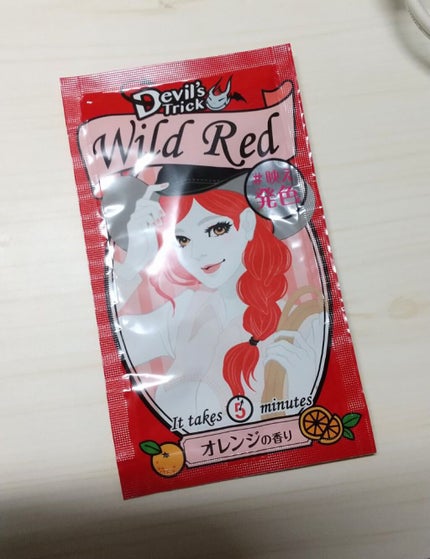 Devil's
Trick
Wild Red
#映え
発色
It takes 5 minutes
オレンジの香り